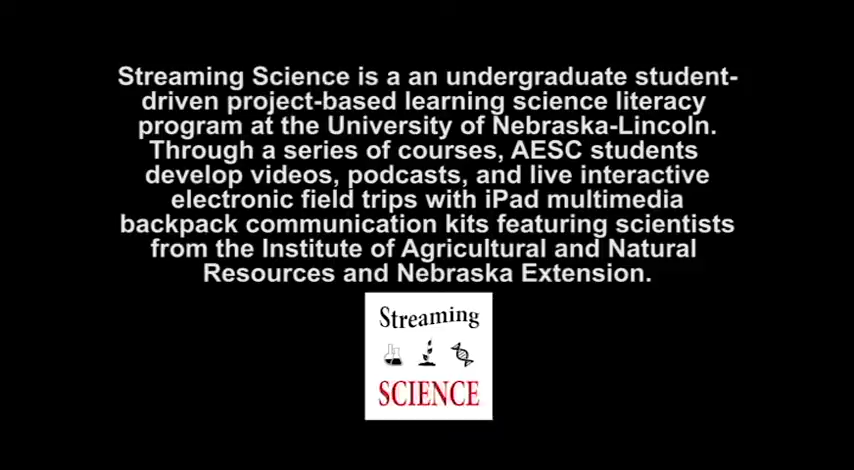 Streaming Science is a an undergraduate student-
driven project-based learning science literacy
program at the University of Nebraska-Lincoln.
Through a series of courses, AESC students
develop videos, podcasts, and live interactive
electronic field trips with iPad multimedia
backpack communication kits featuring scientists
from the Institute of Agricultural and Natural
Resources and Nebraska Extension.
Streaming
SCIENCE